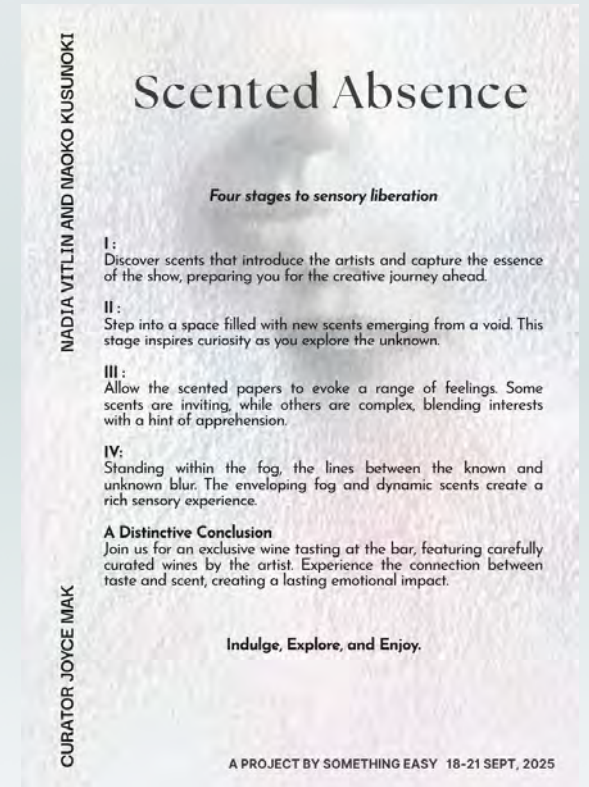 Scented Absence
NADIA VITLIN AND NAOKO KUSUNOKI
Four stages to sensory liberation
I :
Discover scents that introduce the artists and capture the essence
of the show, preparing you for the creative journey ahead.
II :
Step into a space filled with new scents emerging from a void. This
stage inspires curiosity as you explore the unknown.
III :
Allow the scented papers to evoke a range of feelings. Some
scents are inviting, while others are complex, blending interests
with a hint of apprehension.
IV:
Standing within the fog, the lines between the known and
unknown blur. The enveloping fog and dynamic scents create a
rich sensory experience.
A Distinctive Conclusion
Join us for an exclusive wine tasting at the bar, featuring carefully
curated wines by the artist. Experience the connection between
taste and scent, creating a lasting emotional impact.
Indulge, Explore, and Enjoy.
CURATOR JOYCE MAK
A PROJECT BY SOMETHING EASY 18-21 SEPT, 2025